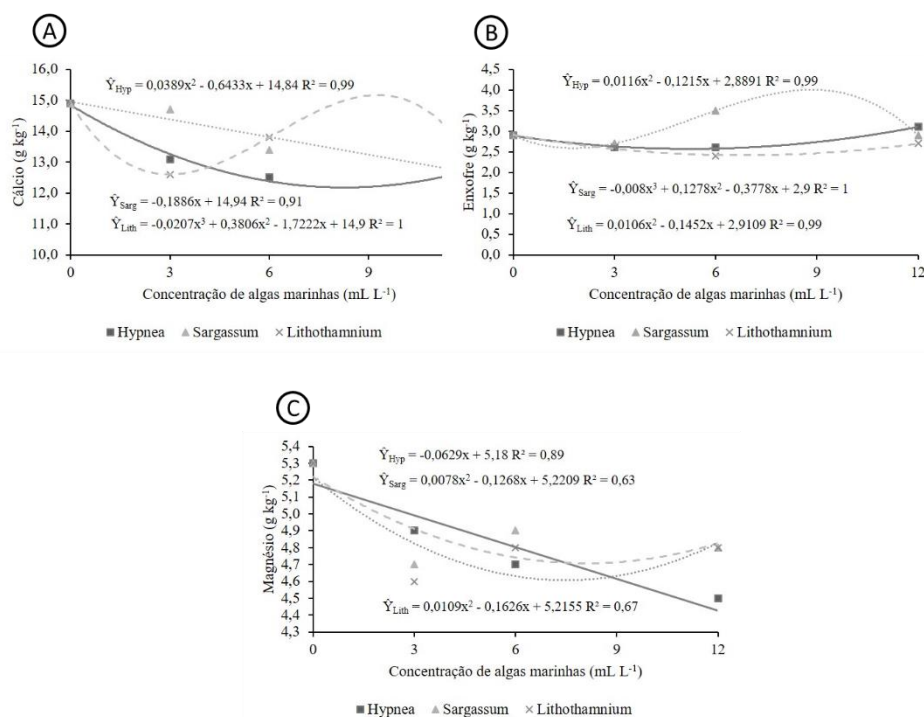 A
Cálcio (g kg⁻¹)
16,0
15,0
14,0
13,0
12,0
11,0
10,0
ŶHyp = 0,0389x² - 0,6433x + 14,84 R² = 0,99
ŶSarg = -0,1886x + 14,94 R² = 0,91
ŶLith = -0,0207x³ + 0,3806x² - 1,7222x + 14,9 R² = 1
0 3 6 9
Concentração de algas marinhas (mL L⁻¹)
Hypnea Sargassum Lithothamnium
B
Enxofre (g kg⁻¹)
4,5
4,0
3,5
3,0
2,5
2,0
1,5
1,0
0,5
0,0
ŶHyp = 0,0116x² - 0,1215x + 2,8891 R² = 0,99
ŶSarg = -0,008x³ + 0,1278x² - 0,3778x + 2,9 R² = 1
ŶLith = 0,0106x² - 0,1452x + 2,9109 R² = 0,99
0 3 6 9 12
Concentração de algas marinhas (mL L⁻¹)
Hypnea Sargassum Lithothamnium
C
Magnésio (g kg⁻¹)
5,4
5,3
5,2
5,1
5,0
4,9
4,8
4,7
4,6
4,5
4,4
4,3
ŶHyp = -0,0629x + 5,18 R² = 0,89
ŶSarg = 0,0078x² - 0,1268x + 5,2209 R² = 0,63
ŶLith = 0,0109x² - 0,1626x + 5,2155 R² = 0,67
0 3 6 9 12
Concentração de algas marinhas (mL L⁻¹)
Hypnea Sargassum Lithothamnium